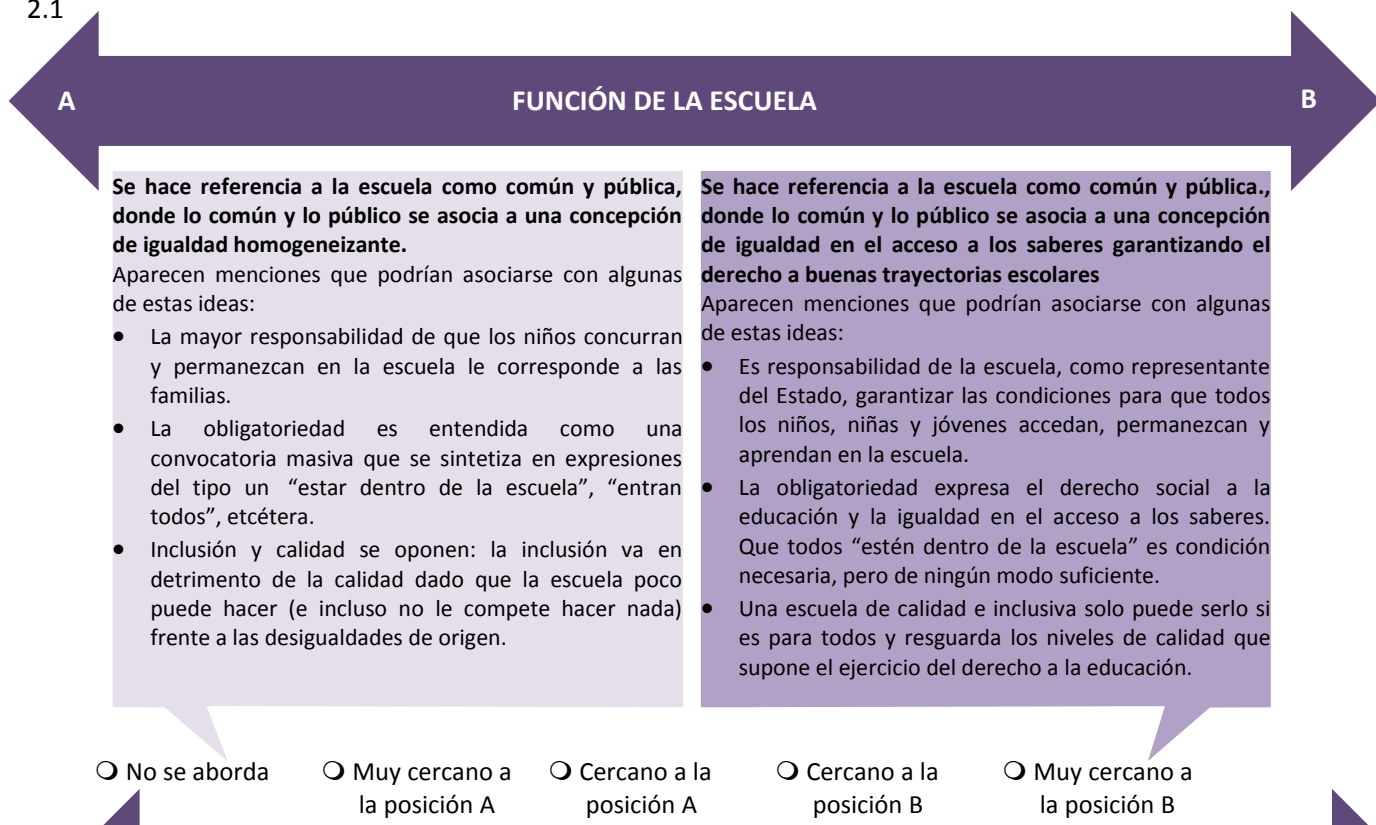 2.1
A
FUNCIÓN DE LA ESCUELA
B
Se hace referencia a la escuela como común y pública,
donde lo común y lo público se asocia a una concepción
de igualdad homogeneizante.
Aparecen menciones que podrían asociarse con algunas
de estas ideas:
• La mayor responsabilidad de que los niños concurran
y permanezcan en la escuela le corresponde a las
familias.
• La obligatoriedad es entendida como una
convocatoria masiva que se sintetiza en expresiones
del tipo un “estar dentro de la escuela”, “entran
todos”, etcétera.
• Inclusión y calidad se oponen: la inclusión va en
detrimento de la calidad dado que la escuela poco
puede hacer (e incluso no le compete hacer nada)
frente a las desigualdades de origen.
Se hace referencia a la escuela como común y pública.,
donde lo común y lo público se asocia a una concepción
de igualdad en el acceso a los saberes garantizando el
derecho a buenas trayectorias escolares
Aparecen menciones que podrían asociarse con algunas
de estas ideas:
• Es responsabilidad de la escuela, como representante
del Estado, garantizar las condiciones para que todos
los niños, niñas y jóvenes accedan, permanezcan y
aprendan en la escuela.
• La obligatoriedad expresa el derecho social a la
educación y la igualdad en el acceso a los saberes.
Que todos “estén dentro de la escuela” es condición
necesaria, pero de ningún modo suficiente.
• Una escuela de calidad e inclusiva solo puede serlo si
es para todos y resguarda los niveles de calidad que
supone el ejercicio del derecho a la educación.
❍ No se aborda
❍ Muy cercano a
la posición A
❍ Cercano a la
posición A
❍ Cercano a la
posición B
❍ Muy cercano a
la posición B